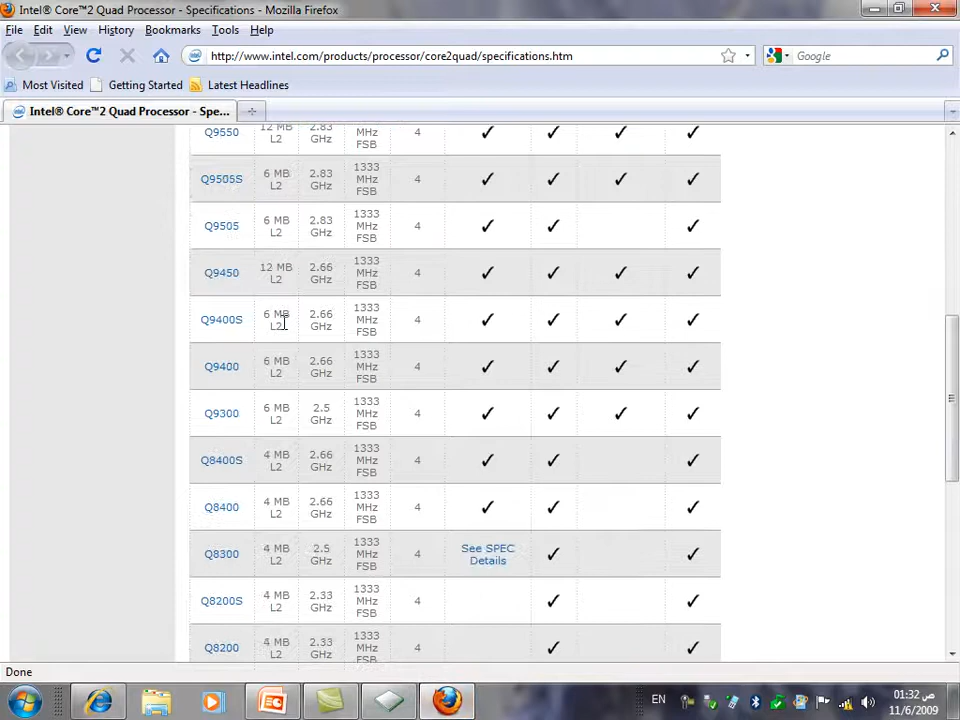 Intel® Core™2 Quad Processor - Specifications - Mozilla Firefox
File Edit View History Bookmarks Tools Help
http://www.intel.com/products/processor/core2quad/specifications.htm
Google
Most Visited Getting Started Latest Headlines
Intel® Core™2 Quad Processor - Spe...
Q9550 12 MB L2 2.83 GHz MHz FSB 4 ✓ ✓ ✓ ✓
Q9505S 6 MB L2 2.83 GHz 1333 MHz FSB 4 ✓ ✓ ✓ ✓
Q9505 6 MB L2 2.83 GHz 1333 MHz FSB 4 ✓ ✓ ✓
Q9450 12 MB L2 2.66 GHz 1333 MHz FSB 4 ✓ ✓ ✓ ✓
Q9400S 6 MB L2 2.66 GHz 1333 MHz FSB 4 ✓ ✓ ✓ ✓
Q9400 6 MB L2 2.66 GHz 1333 MHz FSB 4 ✓ ✓ ✓ ✓
Q9300 6 MB L2 2.5 GHz 1333 MHz FSB 4 ✓ ✓ ✓ ✓
Q8400S 4 MB L2 2.66 GHz 1333 MHz FSB 4 ✓ ✓ ✓
Q8400 4 MB L2 2.66 GHz 1333 MHz FSB 4 ✓ ✓ ✓
Q8300 4 MB L2 2.5 GHz 1333 MHz FSB 4 See SPEC Details ✓ ✓
Q8200S 4 MB L2 2.33 GHz 1333 MHz FSB 4 ✓ ✓
Q8200 4 MB L2 2.33 GHz 1333 MHz FSB 4 ✓ ✓
Done
EN
01:32 ص
11/6/2009